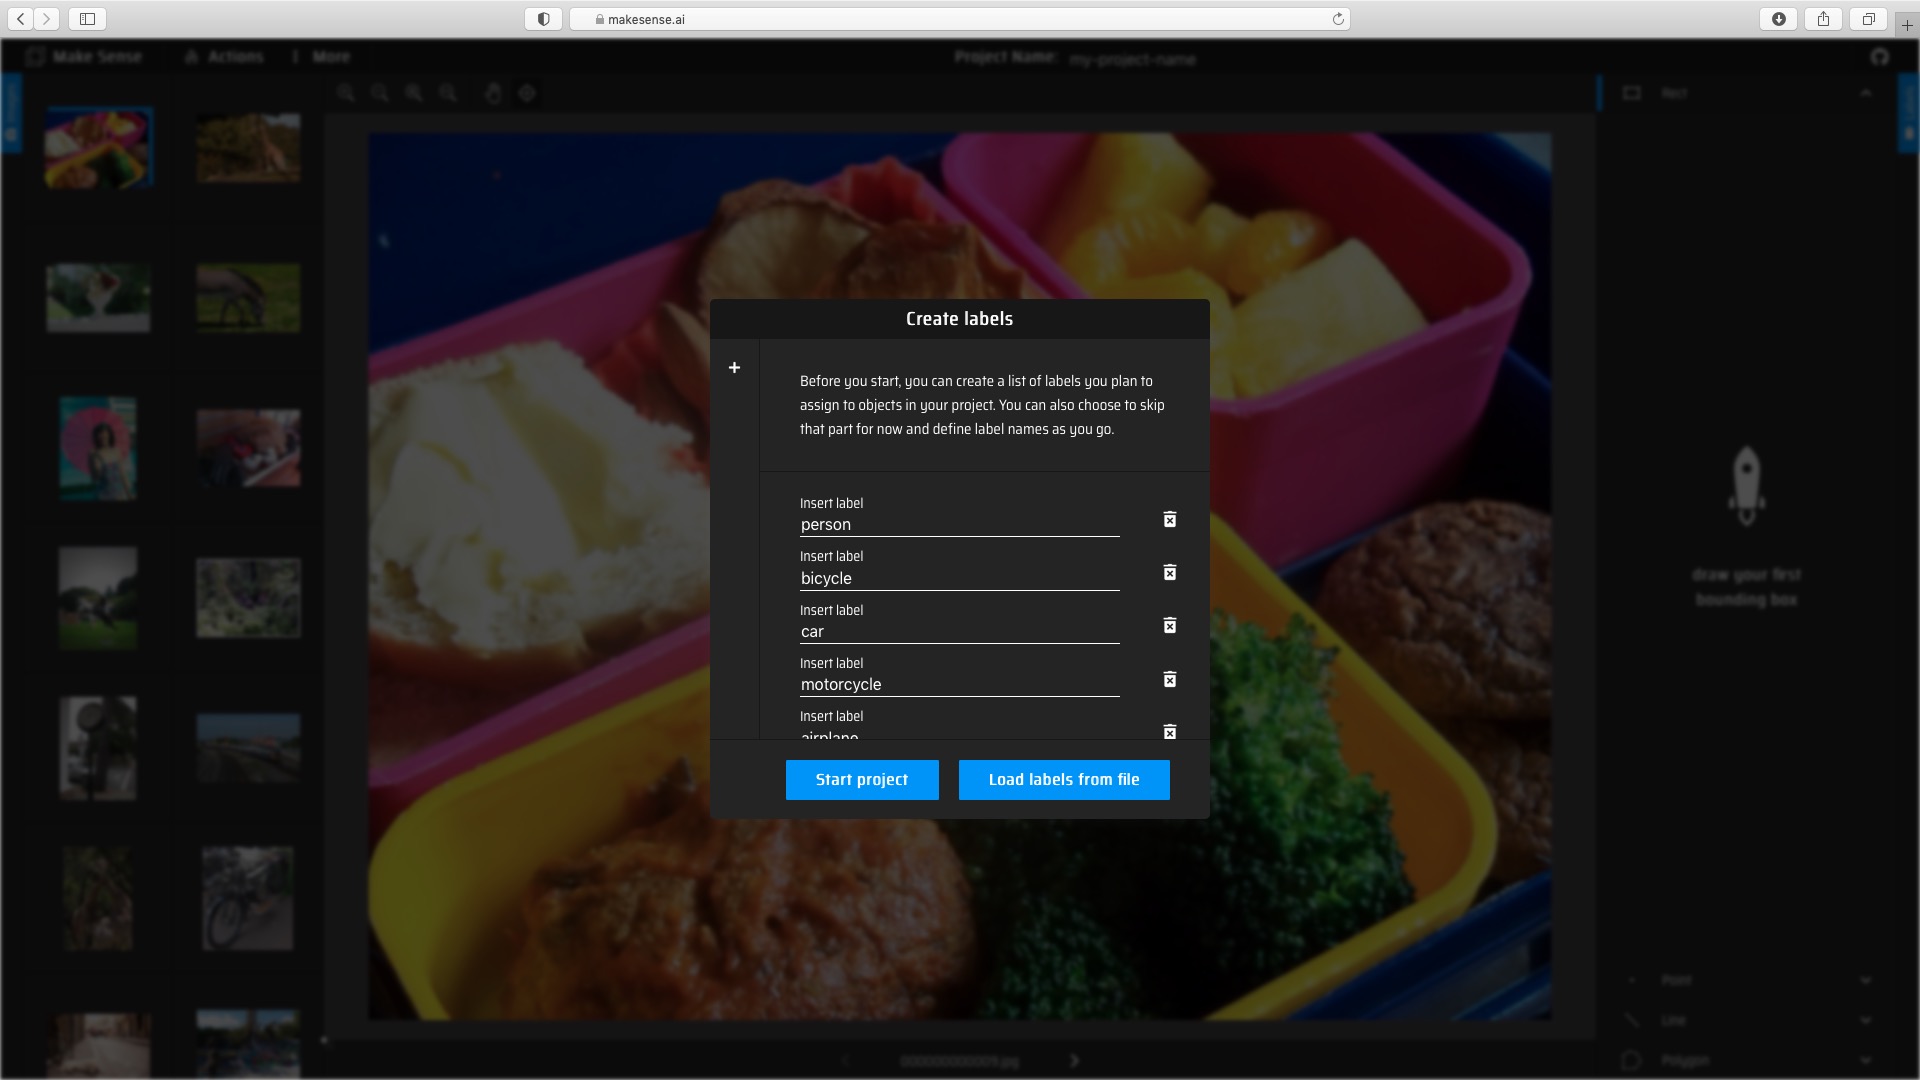 makesense.ai
Make Sense
Actions
More
Project Name:
my-project-name
Rect
Create labels
Before you start, you can create a list of labels you plan to
assign to objects in your project. You can also choose to skip
that part for now and define label names as you go.
Insert label
person
Insert label
bicycle
Insert label
car
Insert label
motorcycle
Insert label
airplane
Start project
Load labels from file
draw your first
bounding box
Point
Line
Polygon